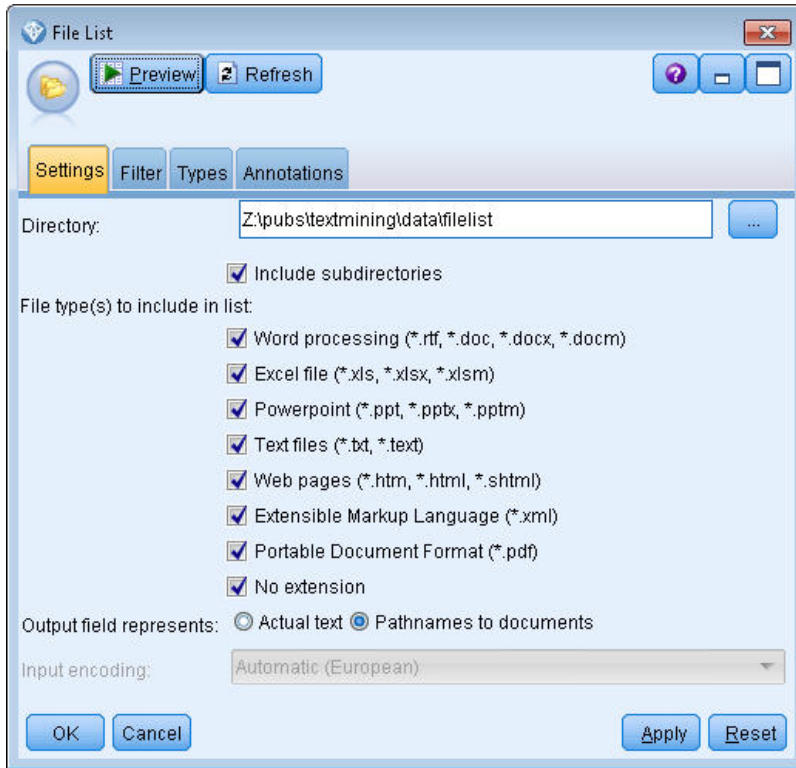 File List
Preview Refresh
Settings Filter Types Annotations
Directory: Z:\pubs\textmining\data\filelist ...
Include subdirectories
File type(s) to include in list:
Word processing (*.rtf, *.doc, *.docx, *.docm)
Excel file (*.xls, *.xlsx, *.xlsm)
Powerpoint (*.ppt, *.pptx, *.pptm)
Text files (*.txt, *.text)
Web pages (*.htm, *.html, *.shtml)
Extensible Markup Language (*.xml)
Portable Document Format (*.pdf)
No extension
Output field represents: Actual text Pathnames to documents
Input encoding: Automatic (European)
OK Cancel Apply Reset